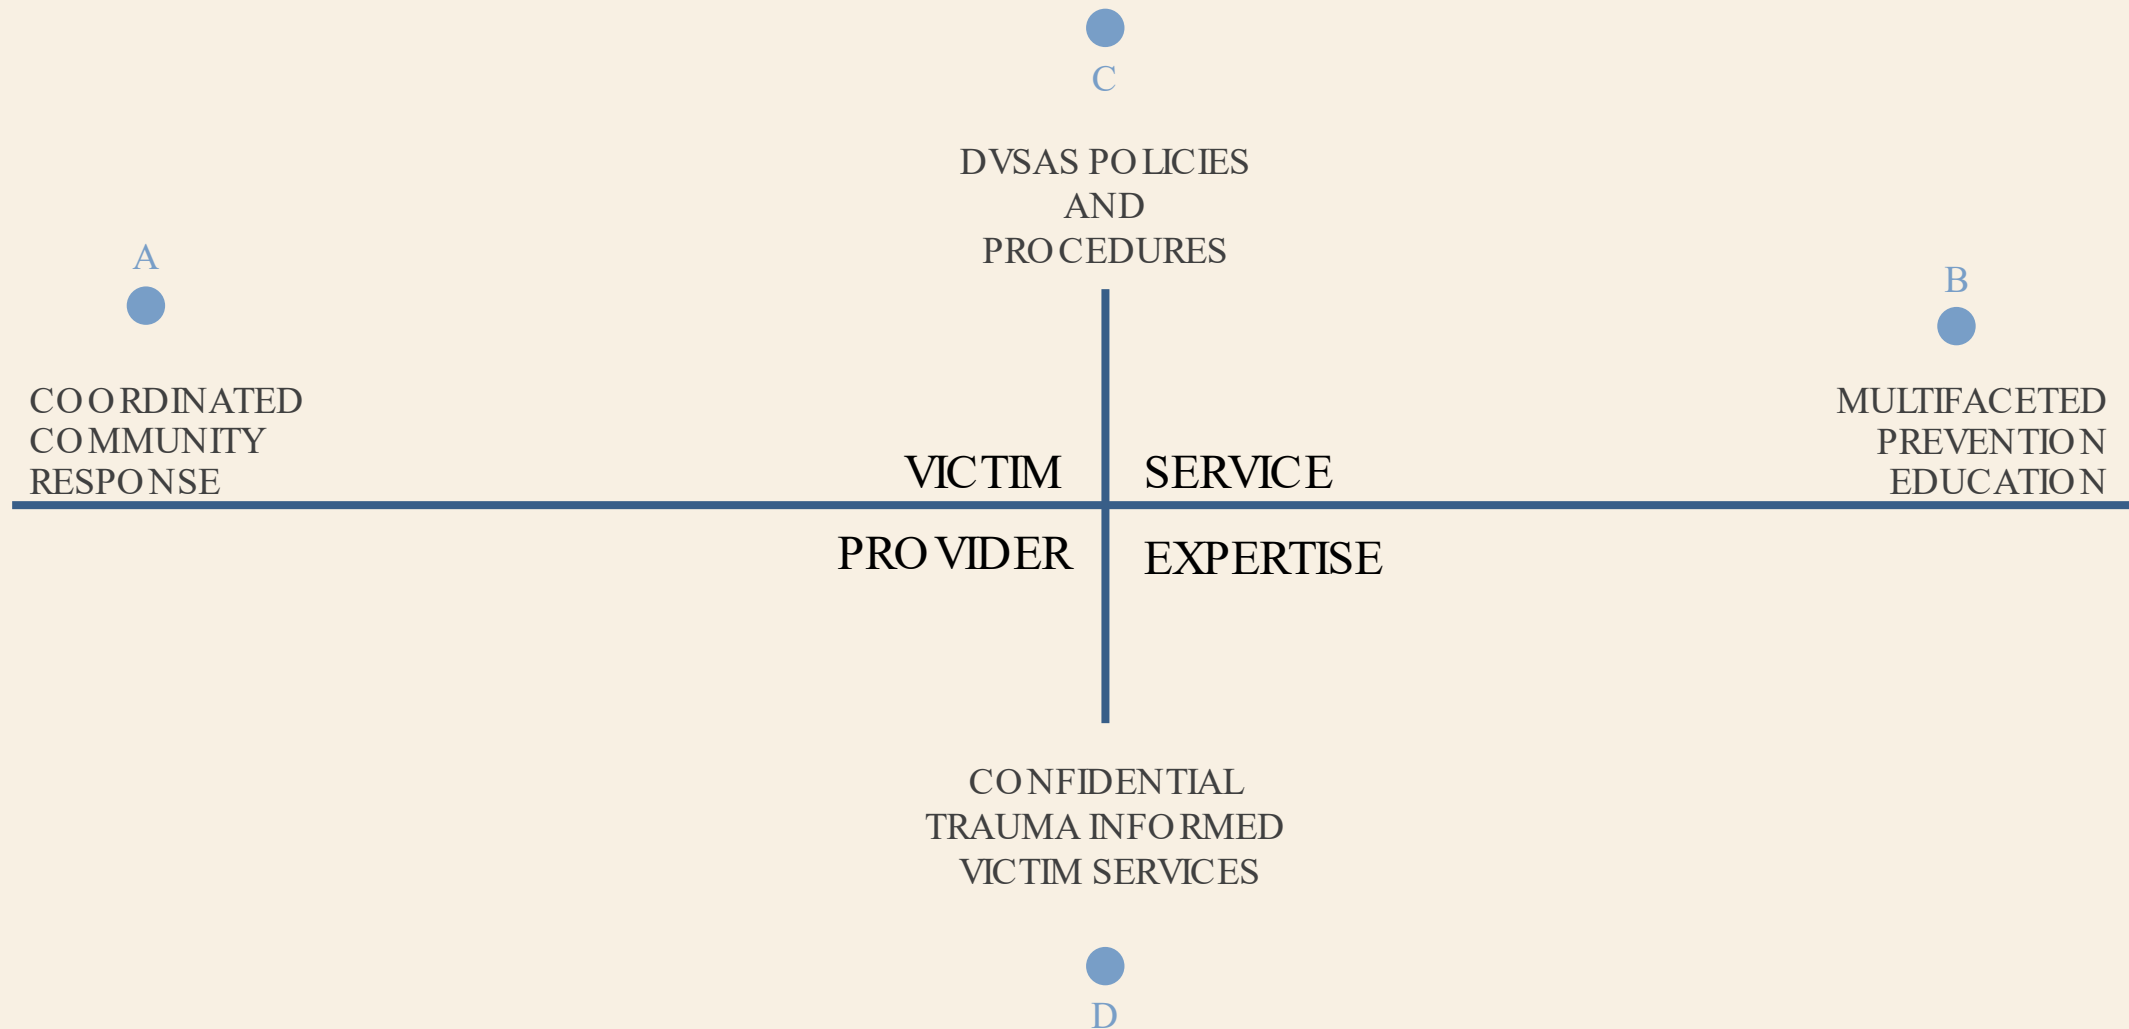 C
DVSAS POLICIES
AND
PROCEDURES
A
COORDINATED
COMMUNITY
RESPONSE
B
MULTIFACETED
PREVENTION
EDUCATION
VICTIM SERVICE
PROVIDER EXPERTISE
CONFIDENTIAL
TRAUMA INFORMED
VICTIM SERVICES
D